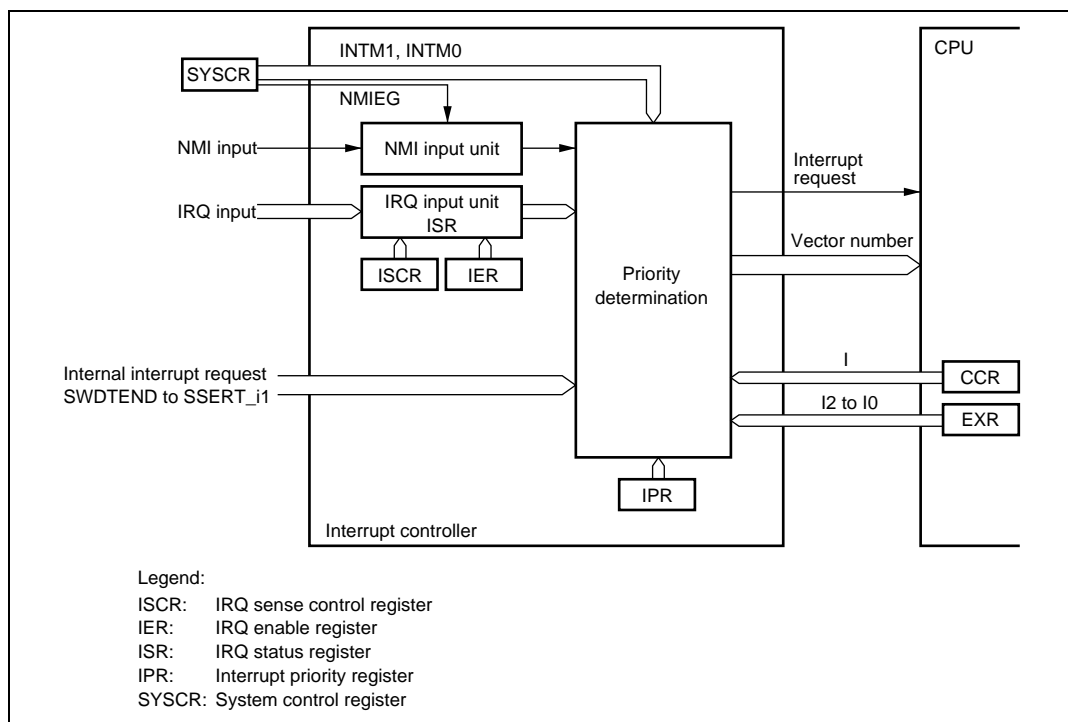 INTM1, INTM0
CPU
SYSCR
NMIEG
NMI input
NMI input unit
Interrupt
request
IRQ input
IRQ input unit
ISR
Vector number
ISCR
IER
Priority
determination
Internal interrupt request
SWDTEND to SSERT_i1
I
CCR
I2 to I0
EXR
IPR
Interrupt controller
Legend:
ISCR: IRQ sense control register
IER: IRQ enable register
ISR: IRQ status register
IPR: Interrupt priority register
SYSCR: System control register